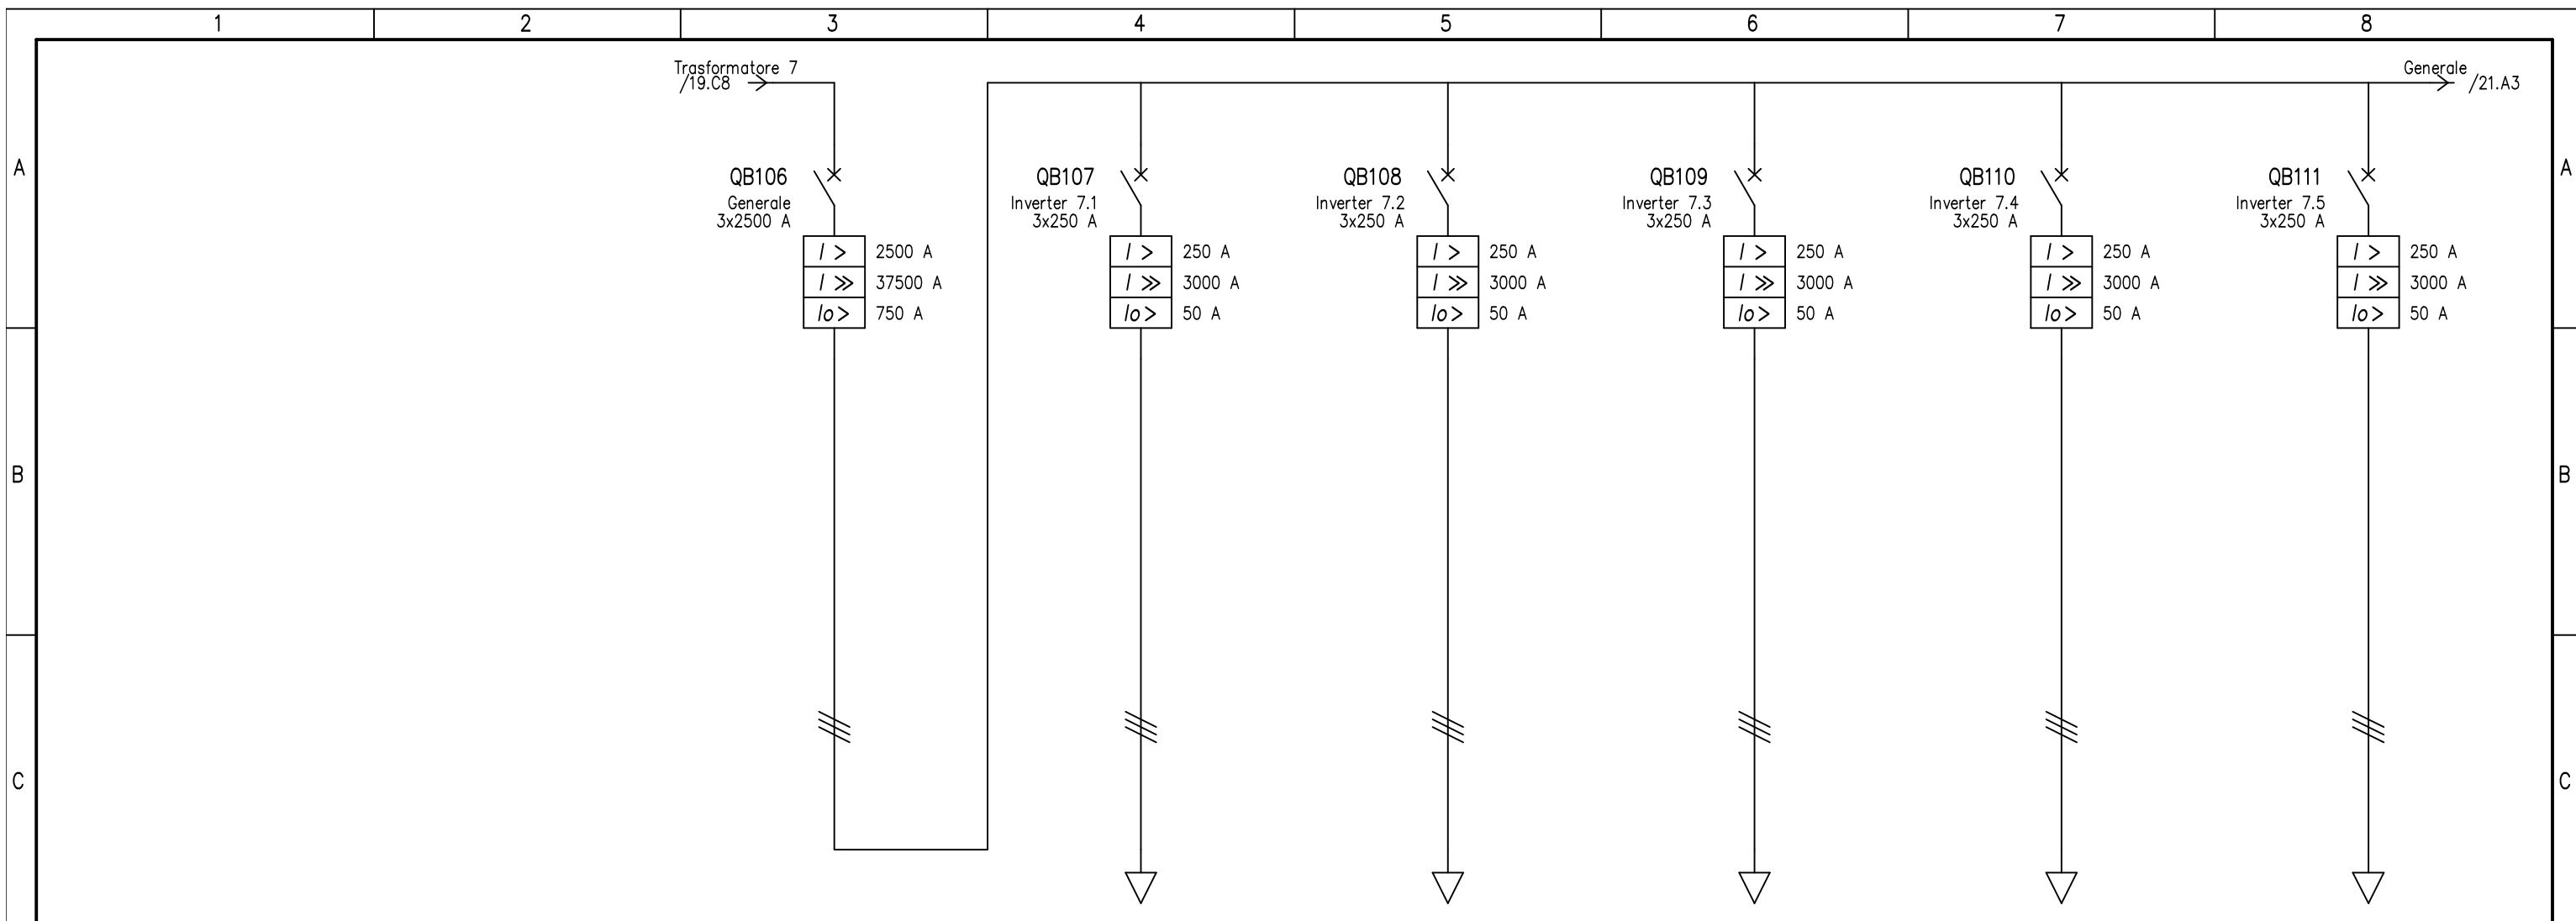 1 2 3 4 5 6 7 8
Trasformatore 7
/19.C8
Generale
/21.A3
A A
QB106
Generale
3x2500 A
I > 2500 A
I >> 37500 A
Io> 750 A
QB107
Inverter 7.1
3x250 A
I > 250 A
I >> 3000 A
Io> 50 A
QB108
Inverter 7.2
3x250 A
I > 250 A
I >> 3000 A
Io> 50 A
QB109
Inverter 7.3
3x250 A
I > 250 A
I >> 3000 A
Io> 50 A
QB110
Inverter 7.4
3x250 A
I > 250 A
I >> 3000 A
Io> 50 A
QB111
Inverter 7.5
3x250 A
I > 250 A
I >> 3000 A
Io> 50 A
B B
C C